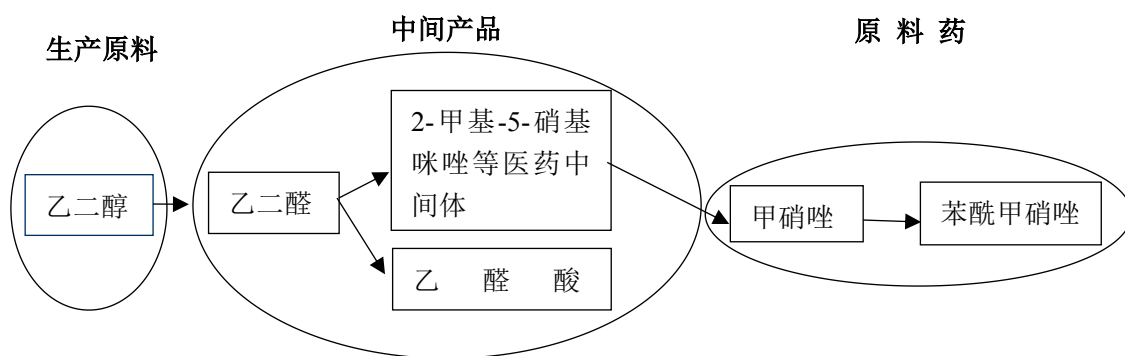 生产原料
中间产品
原 料 药
乙二醇
乙二醛
2-甲基-5-硝基
咪唑等医药中
间体
乙 醛 酸
甲硝唑
苯酰甲硝唑